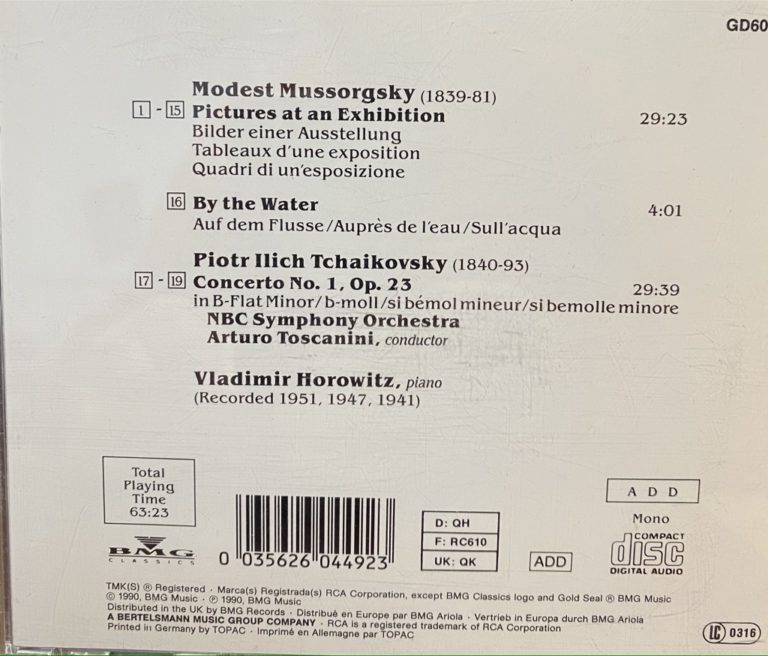 GD60
Modest Mussorgsky (1839-81)
1 - 15 Pictures at an Exhibition 29:23
Bilder einer Ausstellung
Tableaux d'une exposition
Quadri di un'esposizione
16 By the Water 4:01
Auf dem Flusse/Auprès de l'eau/Sull'acqua
Piotr Ilich Tchaikovsky (1840-93)
17 - 19 Concerto No. 1, Op. 23 29:39
in B-Flat Minor/b-moll/si bémol mineur/si bemolle minore
NBC Symphony Orchestra
Arturo Toscanini, conductor
Vladimir Horowitz, piano
(Recorded 1951, 1947, 1941)
Total
Playing
Time
63:23
BMG
CLASSICS
0 035626 044923
D: QH
F: RC610
UK: QK
ADD
A D D
Mono
COMPACT
disc
DIGITAL AUDIO
TMK(S) ® Registered · Marca(s) Registrada(s) RCA Corporation, except BMG Classics logo and Gold Seal ® BMG Music
© 1990, BMG Music · ℗ 1990, BMG Music
Distributed in the UK by BMG Records · Distribué en Europe par BMG Ariola · Vertrieb in Europa durch BMG Ariola
A BERTELSMANN MUSIC GROUP COMPANY · RCA is a registered trademark of RCA Corporation
Printed in Germany by TOPAC · Imprimé en Allemagne par TOPAC
LC 0316